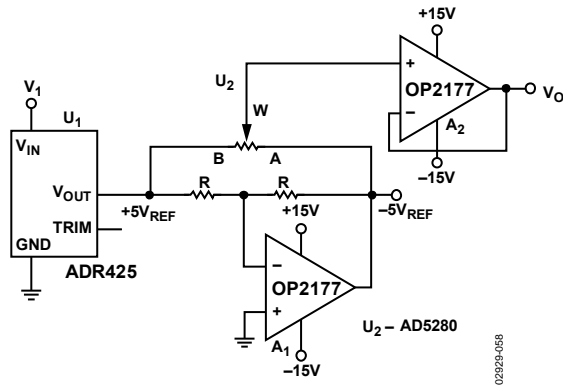 +15V
V1
U1
U2
+
OP2177
VO
VIN
W
−
A2
B
A
−15V
VOUT
R
R
+5VREF
+15V
−5VREF
TRIM
GND
−
OP2177
ADR425
+
U2 – AD5280
A1
−15V
02929-058